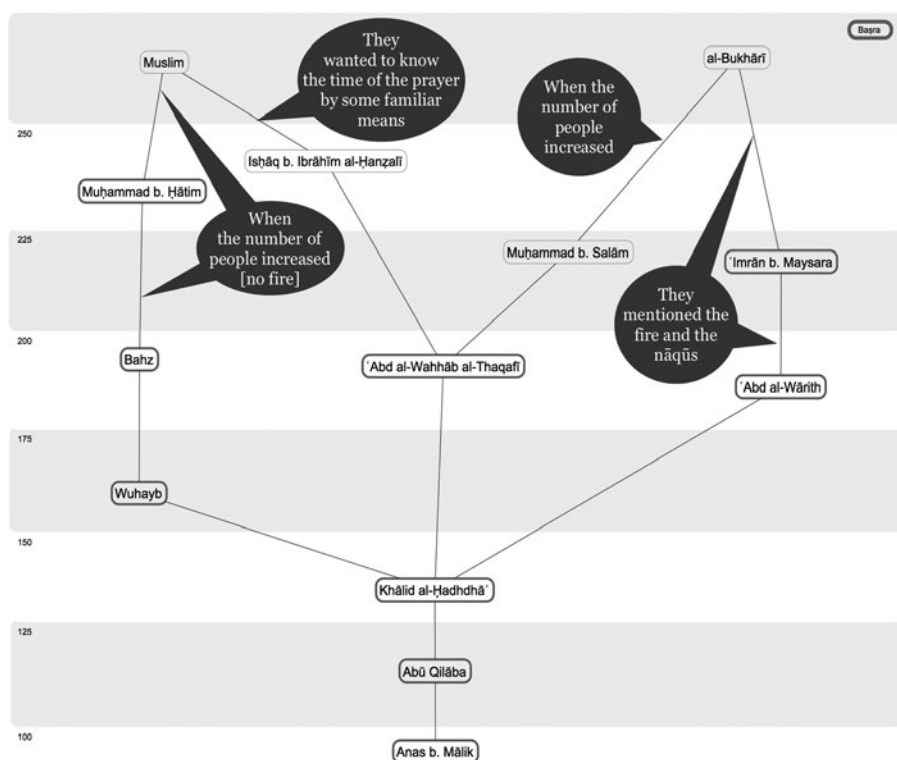 Baṣra
Muslim
They
wanted to know
the time of the prayer
by some familiar
means
al-Bukhārī
When the
number of
people
increased
250
Isḥāq b. Ibrāhīm al-Ḥanẓalī
Muḥammad b. Ḥātim
When
the number of
people increased
[no fire]
225
Muḥammad b. Salām
ʿImrān b. Maysara
They
mentioned the
fire and the
nāqūs
200
Bahz
ʿAbd al-Wahhāb al-Thaqafī
ʿAbd al-Wārith
175
Wuhayb
150
Khālid al-Ḥadhdhāʾ
125
Abū Qilāba
100
Anas b. Mālik